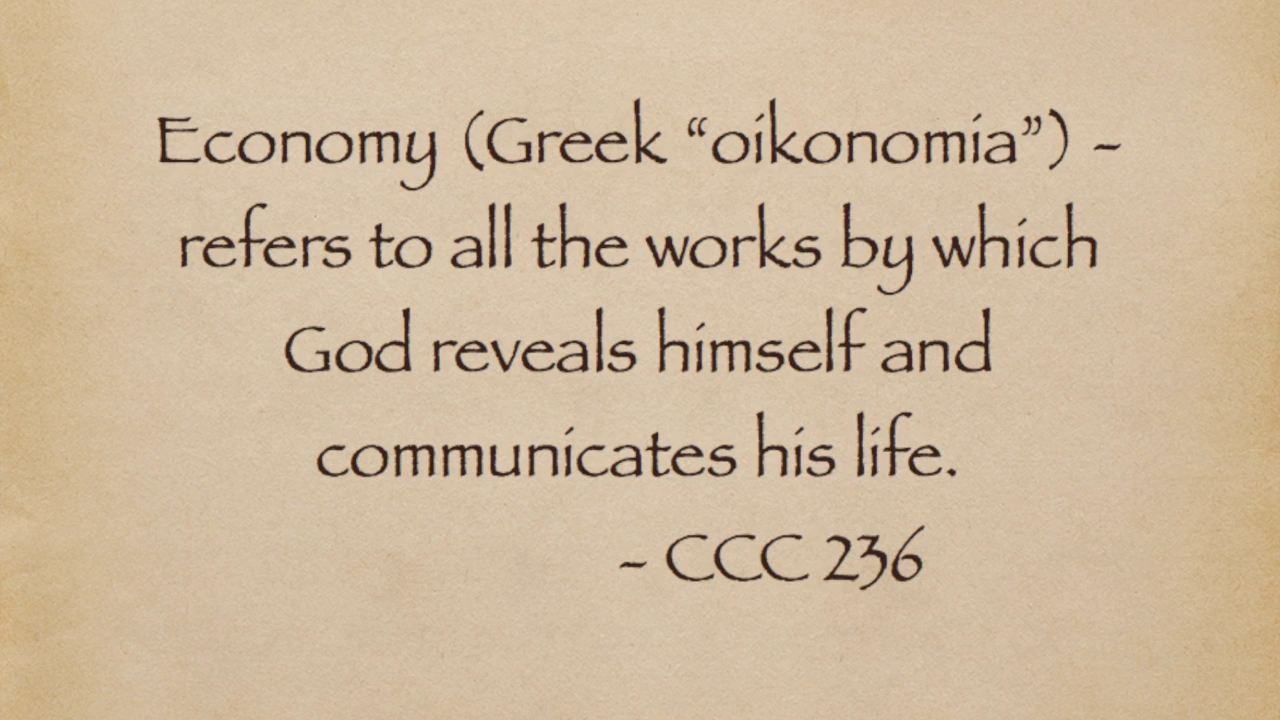 Economy (Greek “oikonomia”) -
refers to all the works by which
God reveals himself and
communicates his life.
- CCC 236